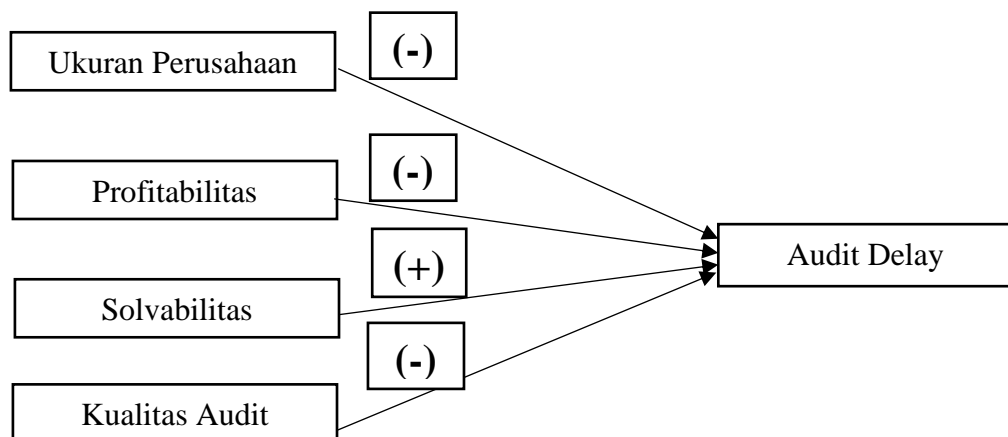 Ukuran Perusahaan
(-)
Profitabilitas
(-)
Solvabilitas
(+)
Kualitas Audit
(-)
Audit Delay